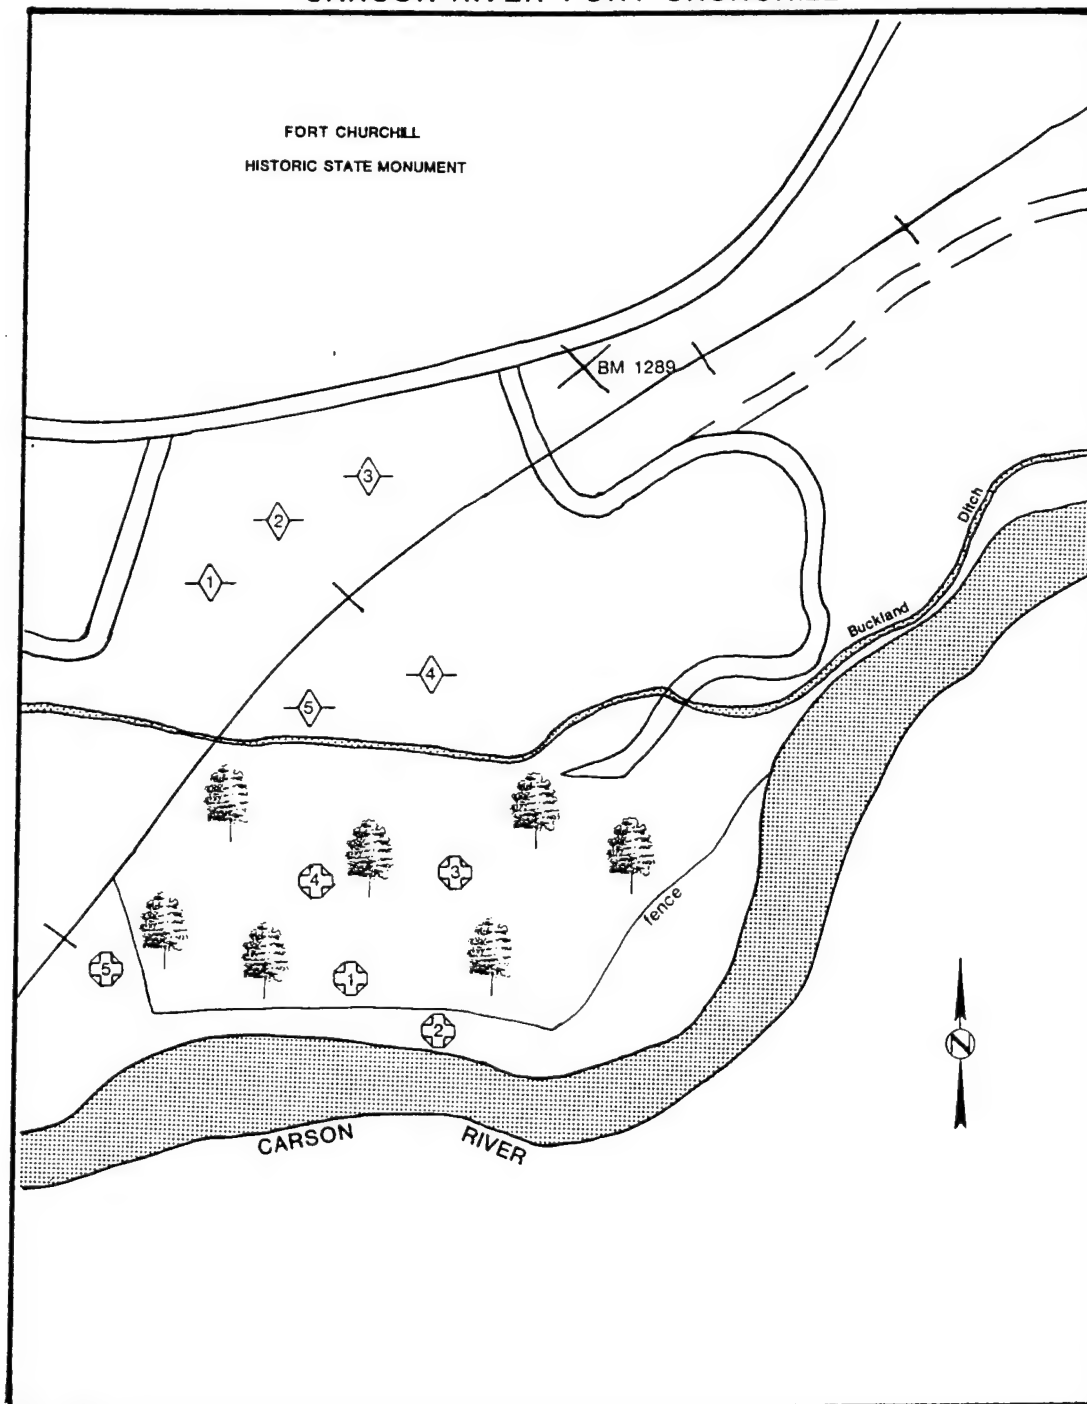 FORT CHURCHILL
HISTORIC STATE MONUMENT
BM 1289
3
2
1
Ditch
Buckland
4
5
4
3
fence
5
1
2
N
CARSON RIVER